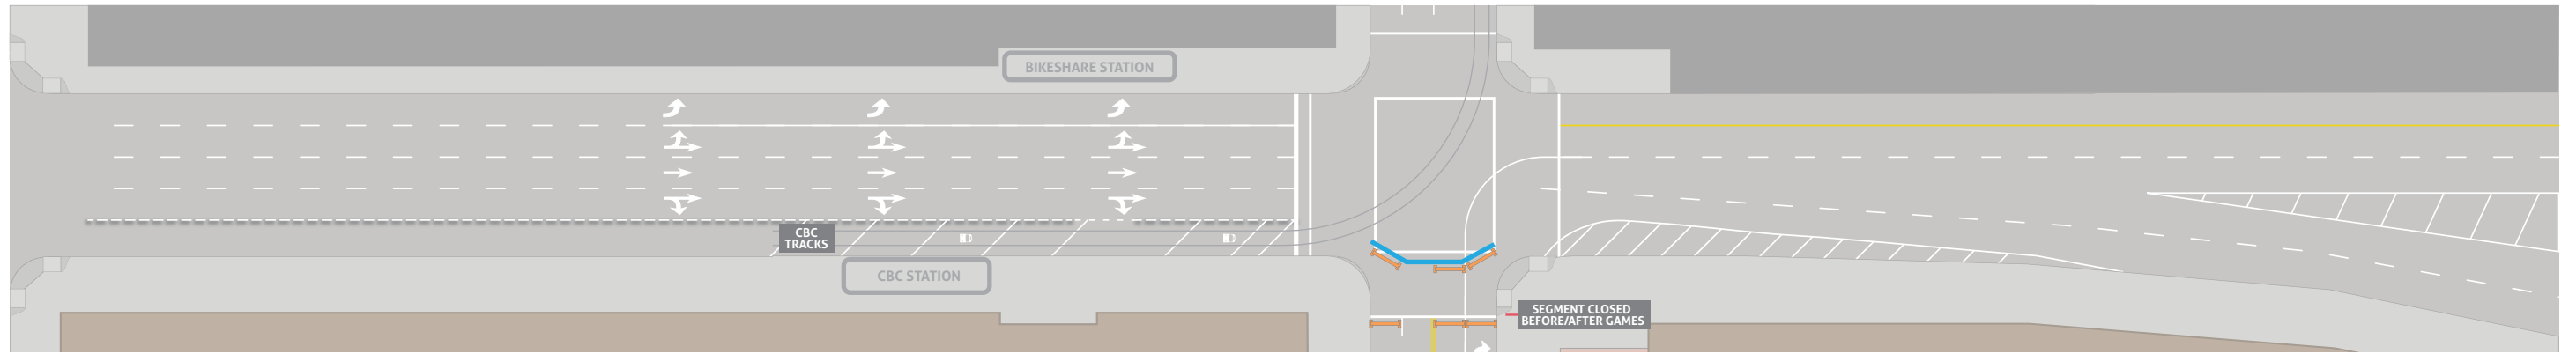 BIKESHARE STATION
CBC
TRACKS
CBC STATION
SEGMENT CLOSED
BEFORE/AFTER GAMES